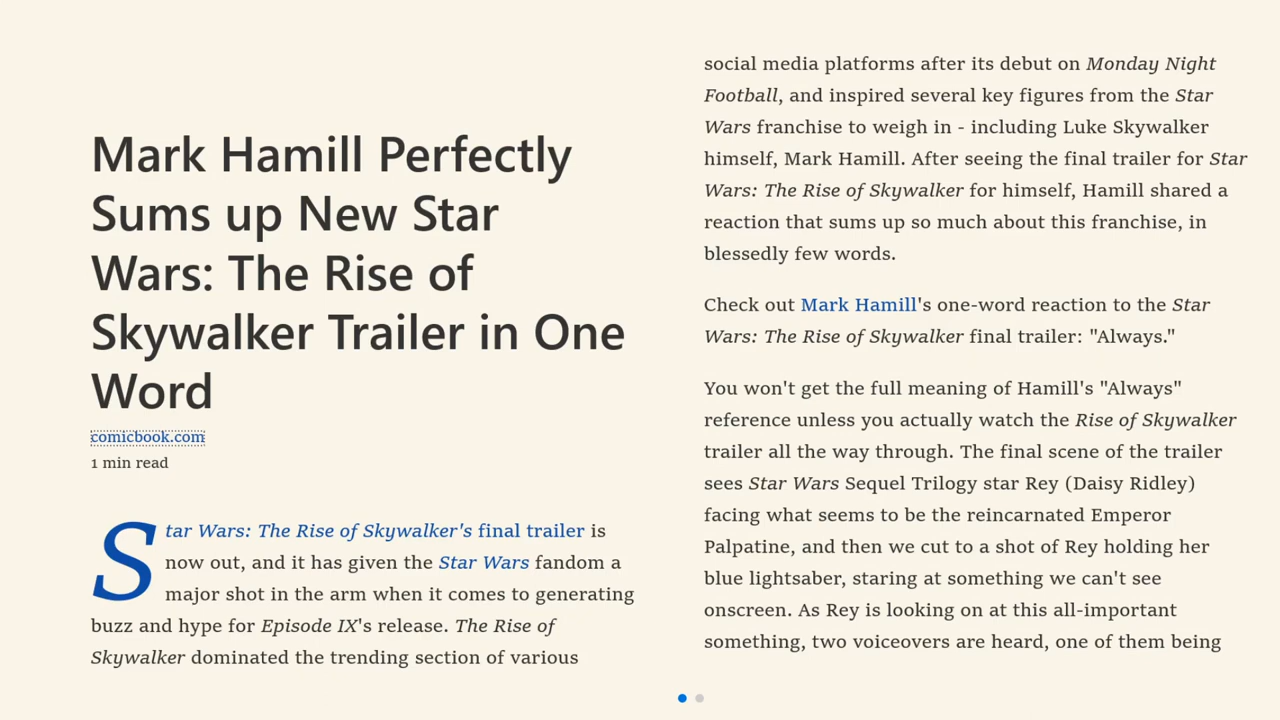 Mark Hamill Perfectly
Sums up New Star
Wars: The Rise of
Skywalker Trailer in One
Word
comicbook.com
1 min read
Star Wars: The Rise of Skywalker's final trailer is
now out, and it has given the Star Wars fandom a
major shot in the arm when it comes to generating
buzz and hype for Episode IX's release. The Rise of
Skywalker dominated the trending section of various
social media platforms after its debut on Monday Night
Football, and inspired several key figures from the Star
Wars franchise to weigh in - including Luke Skywalker
himself, Mark Hamill. After seeing the final trailer for Star
Wars: The Rise of Skywalker for himself, Hamill shared a
reaction that sums up so much about this franchise, in
blessedly few words.
Check out Mark Hamill's one-word reaction to the Star
Wars: The Rise of Skywalker final trailer: "Always."
You won't get the full meaning of Hamill's "Always"
reference unless you actually watch the Rise of Skywalker
trailer all the way through. The final scene of the trailer
sees Star Wars Sequel Trilogy star Rey (Daisy Ridley)
facing what seems to be the reincarnated Emperor
Palpatine, and then we cut to a shot of Rey holding her
blue lightsaber, staring at something we can't see
onscreen. As Rey is looking on at this all-important
something, two voiceovers are heard, one of them being